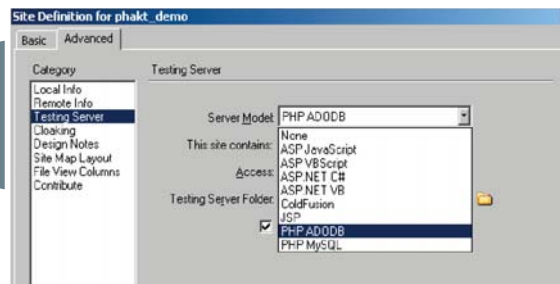 Site Definition for phakt_demo
Basic Advanced
Category
Local Info
Remote Info
Testing Server
Cloaking
Design Notes
Site Map Layout
File View Columns
Contribute
Testing Server
Server Model: PHP ADODB
This site contains:
Access:
Testing Server Folder:
None
ASP JavaScript
ASP VBScript
ASP.NET C#
ASP.NET VB
ColdFusion
JSP
PHP ADODB
PHP MySQL